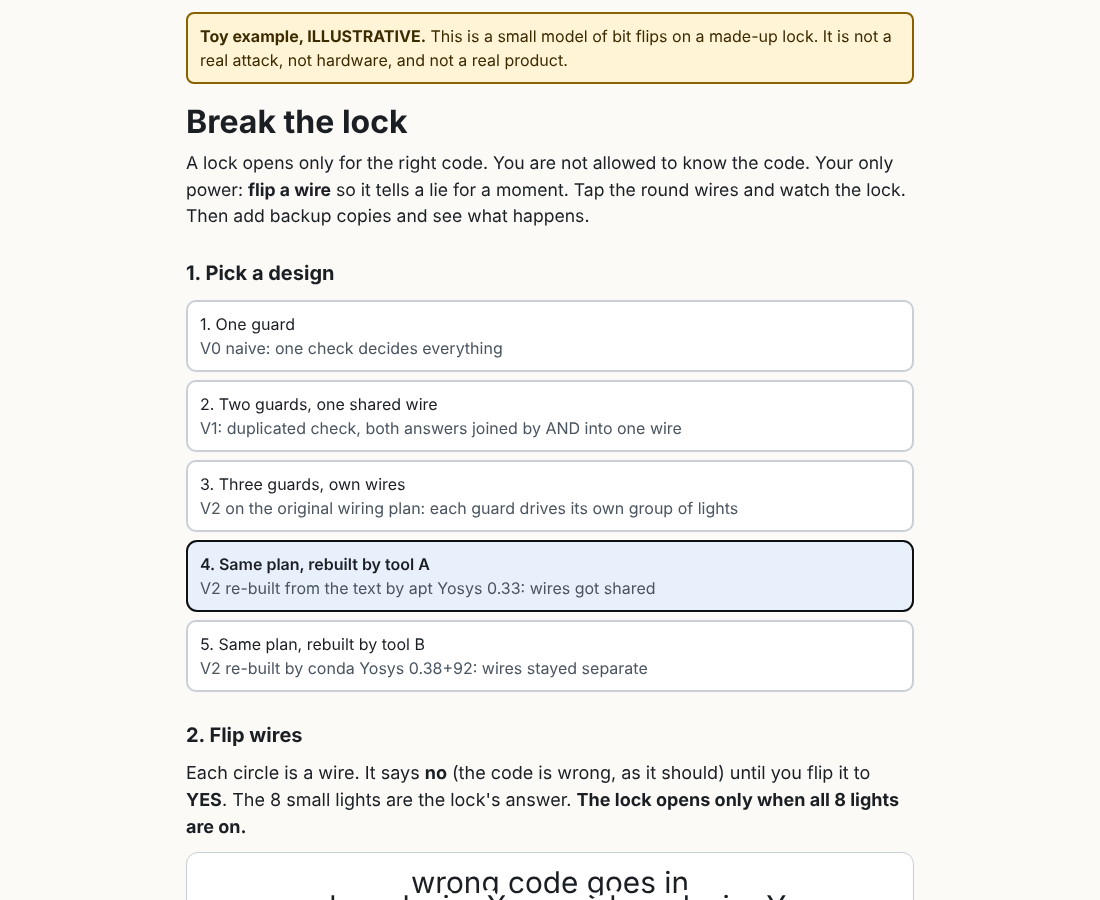 Toy example, ILLUSTRATIVE. This is a small model of bit flips on a made-up lock. It is not a
real attack, not hardware, and not a real product.
Break the lock
A lock opens only for the right code. You are not allowed to know the code. Your only
power: flip a wire so it tells a lie for a moment. Tap the round wires and watch the lock.
Then add backup copies and see what happens.
1. Pick a design
1. One guard
V0 naive: one check decides everything
2. Two guards, one shared wire
V1: duplicated check, both answers joined by AND into one wire
3. Three guards, own wires
V2 on the original wiring plan: each guard drives its own group of lights
4. Same plan, rebuilt by tool A
V2 re-built from the text by apt Yosys 0.33: wires got shared
5. Same plan, rebuilt by tool B
V2 re-built by conda Yosys 0.38+92: wires stayed separate
2. Flip wires
Each circle is a wire. It says no (the code is wrong, as it should) until you flip it to
YES. The 8 small lights are the lock's answer. The lock opens only when all 8 lights
are on.
wrong code goes in